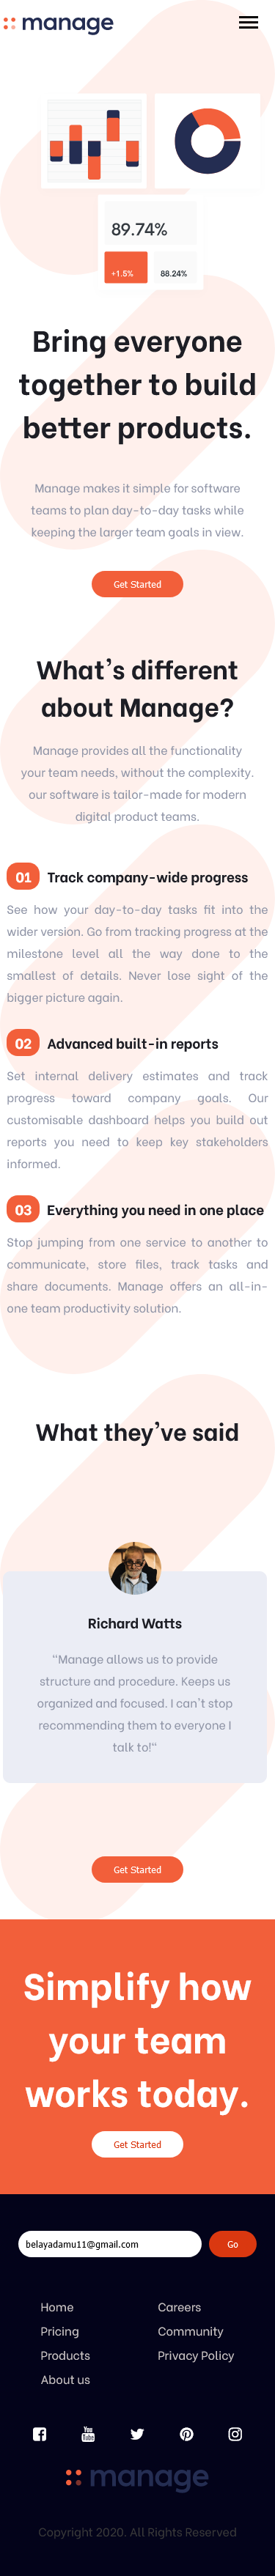 manage
89.74%
+1.5%
88.24%
Bring everyone
together to build
better products.
Manage makes it simple for software
teams to plan day-to-day tasks while
keeping the larger team goals in view.
Get Started
What's different
about Manage?
Manage provides all the functionality
your team needs, without the complexity.
our software is tailor-made for modern
digital product teams.
01 Track company-wide progress
See how your day-to-day tasks fit into the
wider version. Go from tracking progress at the
milestone level all the way done to the
smallest of details. Never lose sight of the
bigger picture again.
02 Advanced built-in reports
Set internal delivery estimates and track
progress toward company goals. Our
customisable dashboard helps you build out
reports you need to keep key stakeholders
informed.
03 Everything you need in one place
Stop jumping from one service to another to
communicate, store files, track tasks and
share documents. Manage offers an all-in-
one team productivity solution.
What they've said
Richard Watts
"Manage allows us to provide
structure and procedure. Keeps us
organized and focused. I can't stop
recommending them to everyone I
talk to!"
Get Started
Simplify how
your team
works today.
Get Started
belayadamu11@gmail.com
Go
Home
Careers
Pricing
Community
Products
Privacy Policy
About us
You
Tube
manage
Copyright 2020. All Rights Reserved